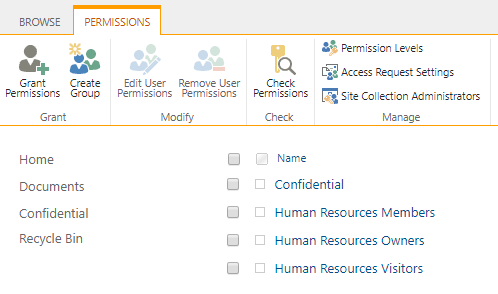 BROWSE PERMISSIONS
Grant Permissions
Create Group
Grant
Edit User Permissions
Remove User Permissions
Modify
Check Permissions
Check
Permission Levels
Access Request Settings
Site Collection Administrators
Manage
Home
Documents
Confidential
Recycle Bin
Name
Confidential
Human Resources Members
Human Resources Owners
Human Resources Visitors